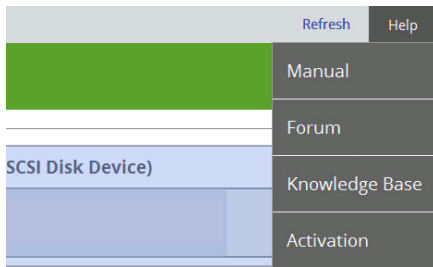 Refresh Help
Manual
Forum
SCSI Disk Device)
Knowledge Base
Activation